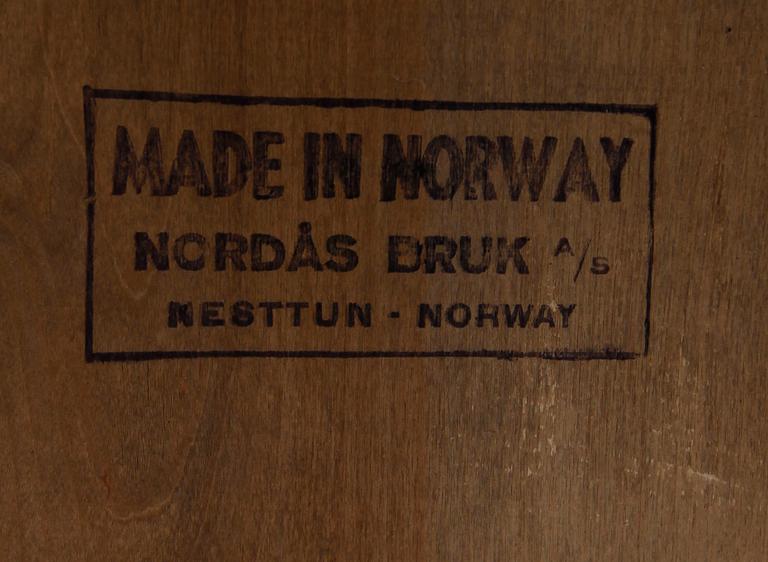 MADE IN NORWAY
NORDÅS BRUK A/S
NESTTUN - NORWAY